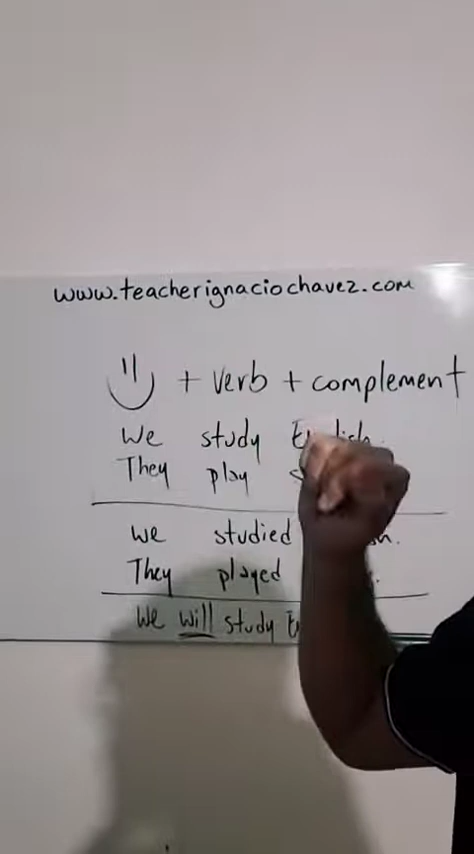 www.teacherignaciochavez.com
+ verb + complement
We study
They play
We studied
They played
We will study